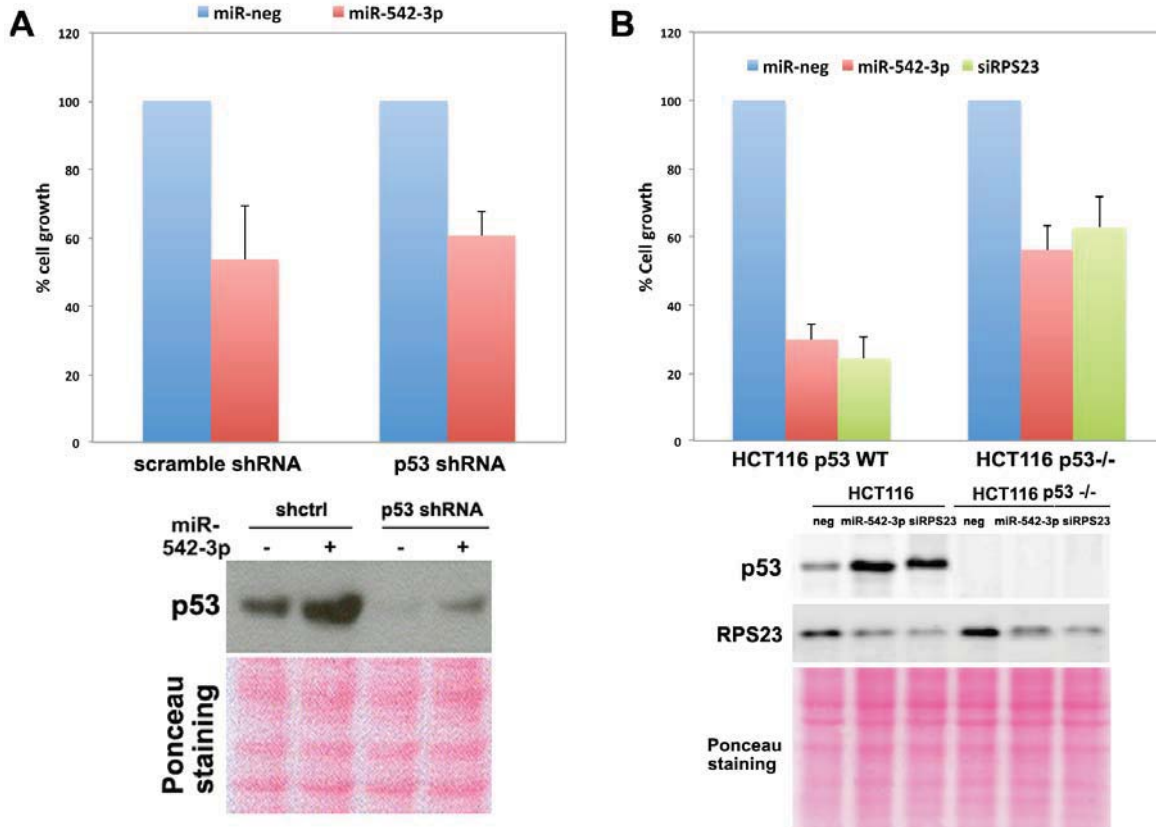 A
miR-neg miR-542-3p
120
100
80
60
40
20
0
% cell growth
scramble shRNA p53 shRNA
shctrl p53 shRNA
miR-
542-3p - + - +
p53
Ponceau
staining
B
120
100
80
60
40
20
0
% Cell growth
miR-neg miR-542-3p siRPS23
HCT116 p53 WT HCT116 p53-/-
HCT116 HCT116 p53 -/-
neg miR-542-3p siRPS23 neg miR-542-3p siRPS23
p53
RPS23
Ponceau
staining